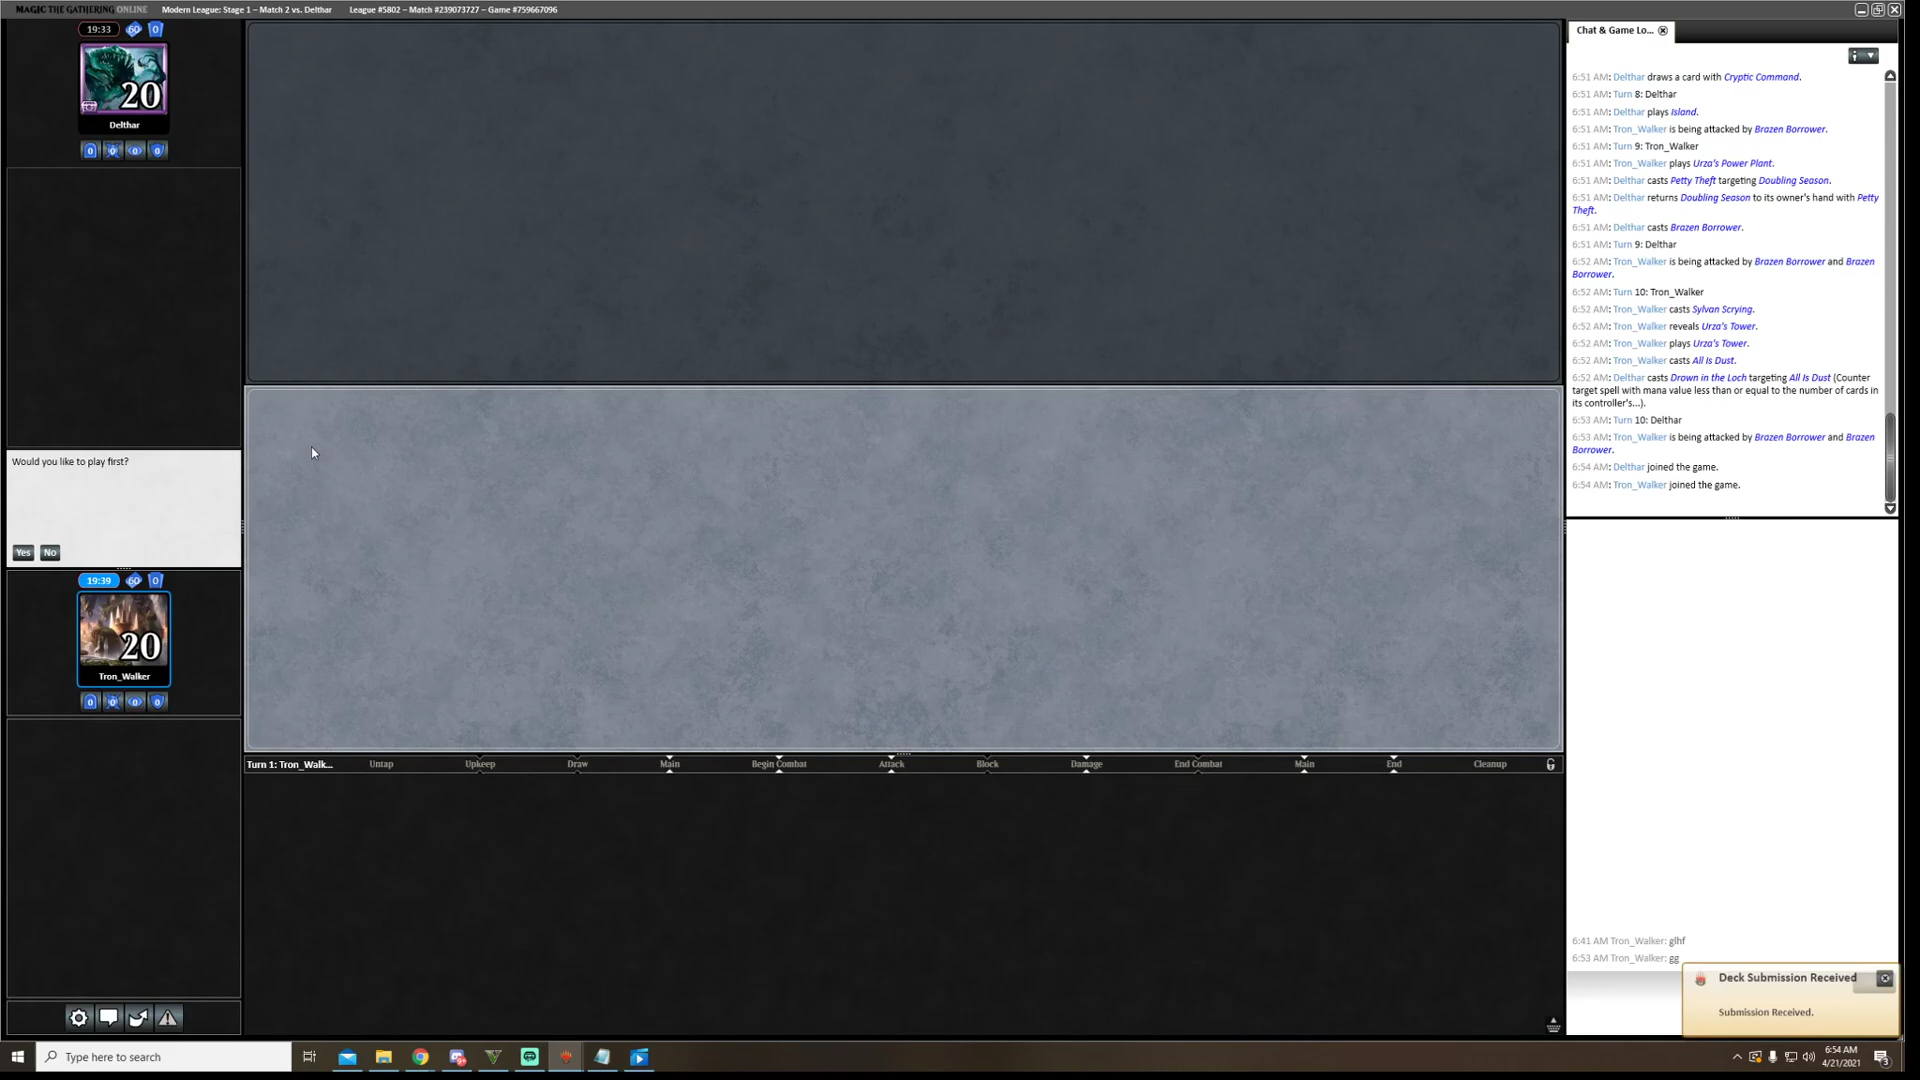 MAGIC THE GATHERING ONLINE Modern League: Stage 1 – Match 2 vs. Delthar League #5802 – Match #239073727 – Game #759667096
19:33 60 0
20
Delthar
0 0 0 0
Would you like to play first?
Yes No
19:39 60 0
20
Tron_Walker
0 0 0 0
Turn 1: Tron_Walk... Untap Upkeep Draw Main Begin Combat Attack Block Damage End Combat Main End Cleanup
Chat & Game Lo...
6:51 AM: Delthar draws a card with Cryptic Command.
6:51 AM: Turn 8: Delthar
6:51 AM: Delthar plays Island.
6:51 AM: Tron_Walker is being attacked by Brazen Borrower.
6:51 AM: Turn 9: Tron_Walker
6:51 AM: Tron_Walker plays Urza's Power Plant.
6:51 AM: Delthar casts Petty Theft targeting Doubling Season.
6:51 AM: Delthar returns Doubling Season to its owner's hand with Petty
Theft.
6:51 AM: Delthar casts Brazen Borrower.
6:51 AM: Turn 9: Delthar
6:52 AM: Tron_Walker is being attacked by Brazen Borrower and Brazen
Borrower.
6:52 AM: Turn 10: Tron_Walker
6:52 AM: Tron_Walker casts Sylvan Scrying.
6:52 AM: Tron_Walker reveals Urza's Tower.
6:52 AM: Tron_Walker plays Urza's Tower.
6:52 AM: Tron_Walker casts All Is Dust.
6:52 AM: Delthar casts Drown in the Loch targeting All Is Dust (Counter
target spell with mana value less than or equal to the number of cards in
its controller's...).
6:53 AM: Turn 10: Delthar
6:53 AM: Tron_Walker is being attacked by Brazen Borrower and Brazen
Borrower.
6:54 AM: Delthar joined the game.
6:54 AM: Tron_Walker joined the game.
6:41 AM Tron_Walker: glhf
6:53 AM Tron_Walker: gg
Deck Submission Received
Submission Received.
Type here to search
6:54 AM
4/21/2021
3